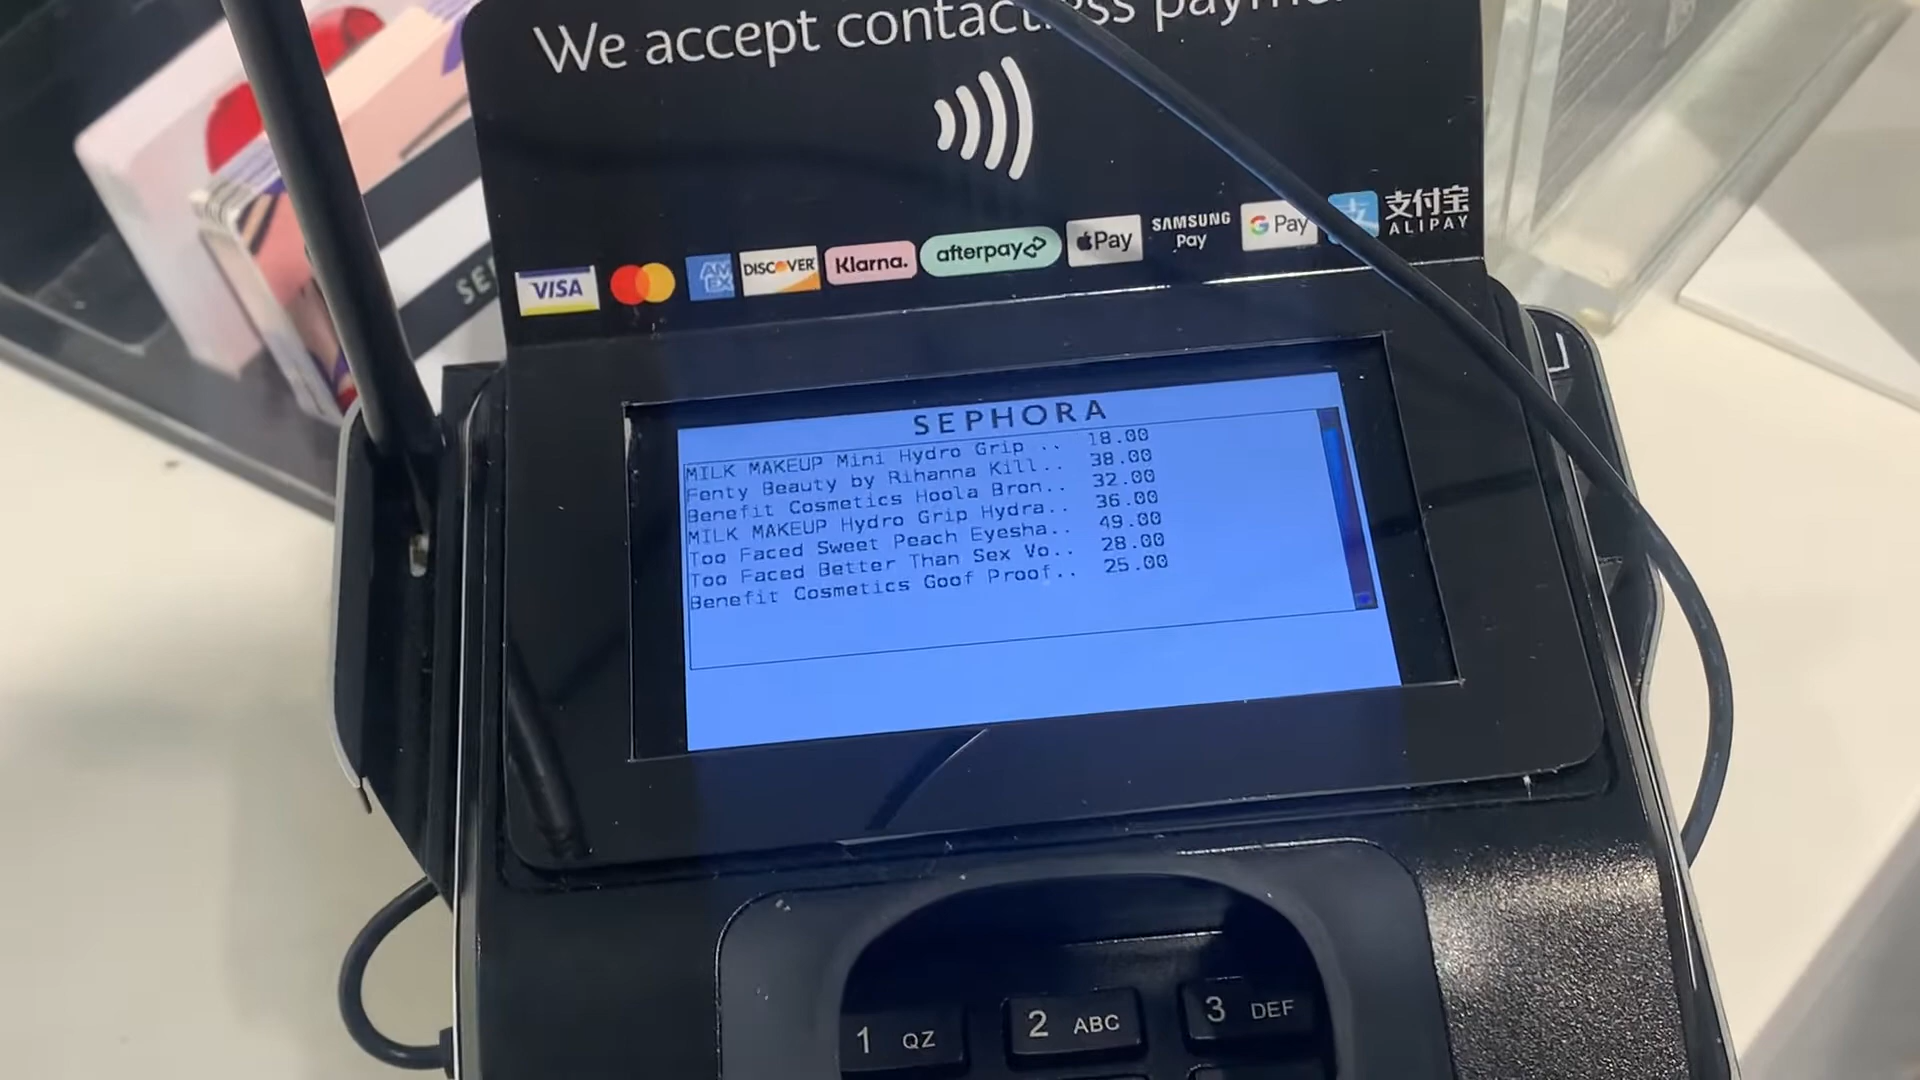 We accept contactless
VISA
AM
EX
DISCOVER
Klarna.
afterpay
Pay
SAMSUNG
Pay
G Pay
支付宝
ALIPAY
SEPHORA
MILK MAKEUP Mini Hydro Grip .. 18.00
Fenty Beauty by Rihanna Kill.. 38.00
Benefit Cosmetics Hoola Bron.. 32.00
MILK MAKEUP Hydro Grip Hydra.. 36.00
Too Faced Sweet Peach Eyesha.. 49.00
Too Faced Better Than Sex Vo.. 28.00
Benefit Cosmetics Goof Proof.. 25.00
1 QZ
2 ABC
3 DEF